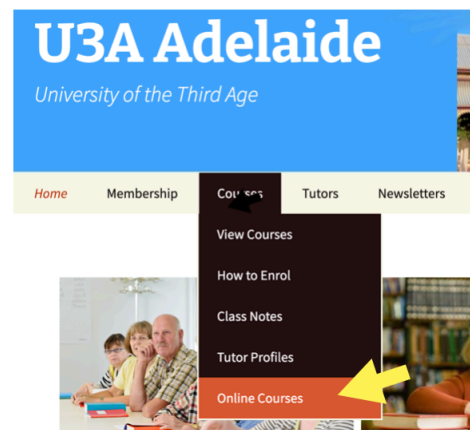 U3A Adelaide
University of the Third Age
Home Membership Courses Tutors Newsletters
View Courses
How to Enrol
Class Notes
Tutor Profiles
Online Courses